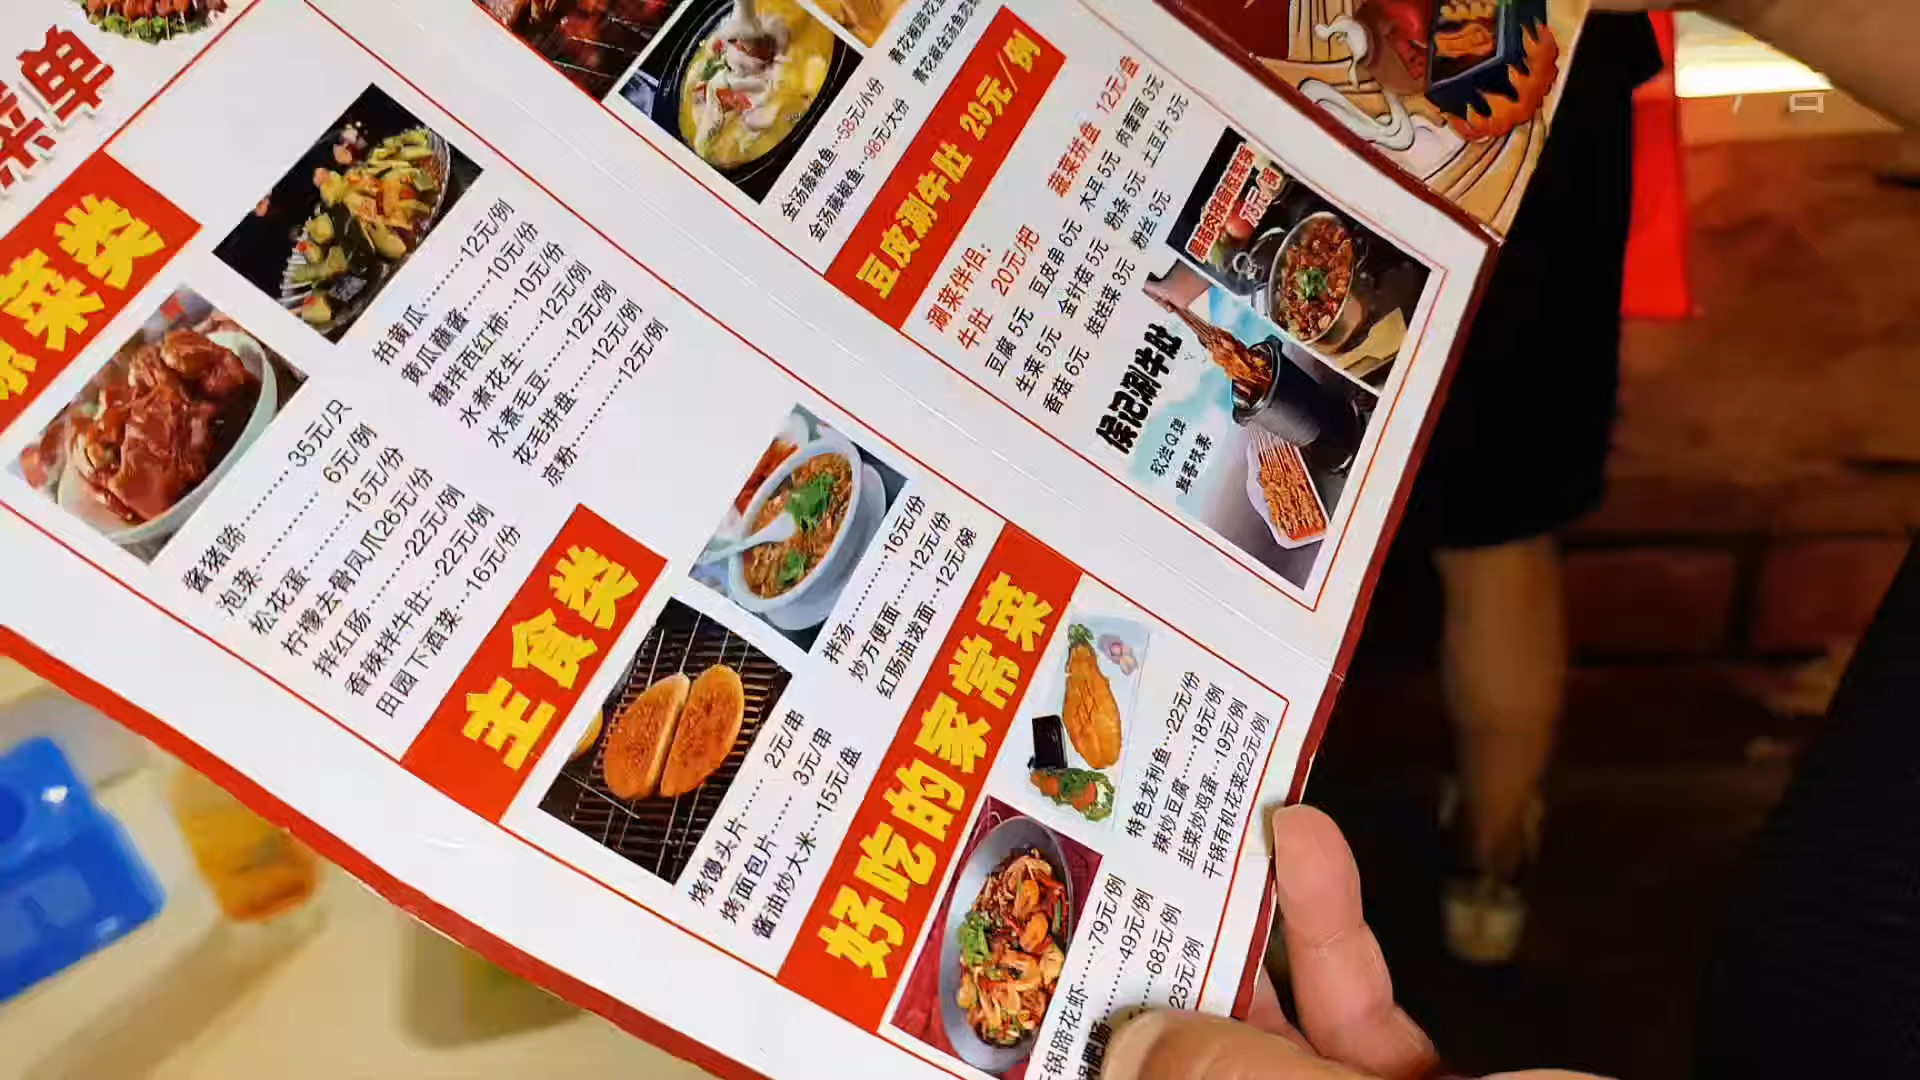 凉菜类
酱猪蹄……………35元/只
泡菜……………6元/例
松花蛋…………15元/份
柠檬去骨凤爪26元/份
拌红肠………22元/例
香辣拌牛肚…22元/例
田园下酒菜…16元/份
拍黄瓜…………12元/例
黄瓜蘸酱………10元/份
糖拌西红柿……10元/份
水煮花生………12元/例
水煮毛豆………12元/例
花毛拼盘………12元/例
凉粉……………12元/例
主食类
烤馒头片……2元/串
烤面包片……3元/串
酱油炒大米…15元/盘
拌汤…………16元/份
炒方便面……12元/份
红肠油泼面…12元/碗
好吃的家常菜
79元/例
49元/例
68元/例
23元/例
特色龙利鱼…22元/份
辣炒豆腐……18元/例
韭菜炒鸡蛋…19元/例
干锅有机花菜22元/例
金汤藤椒鱼…58元/小份
金汤藤椒鱼…98元/大份
豆皮涮牛肚 29元/例
涮菜伴侣:
牛肚 20元/把
蔬菜拼盘 12元/盘
豆腐5元 豆皮串6元 木耳5元 肉蓉面3元
生菜5元 金针菇5元 粉条5元 土豆片3元
香菇6元 娃娃菜3元 粉丝3元
保记涮牛肚
软烂Q弹
鲜香味美